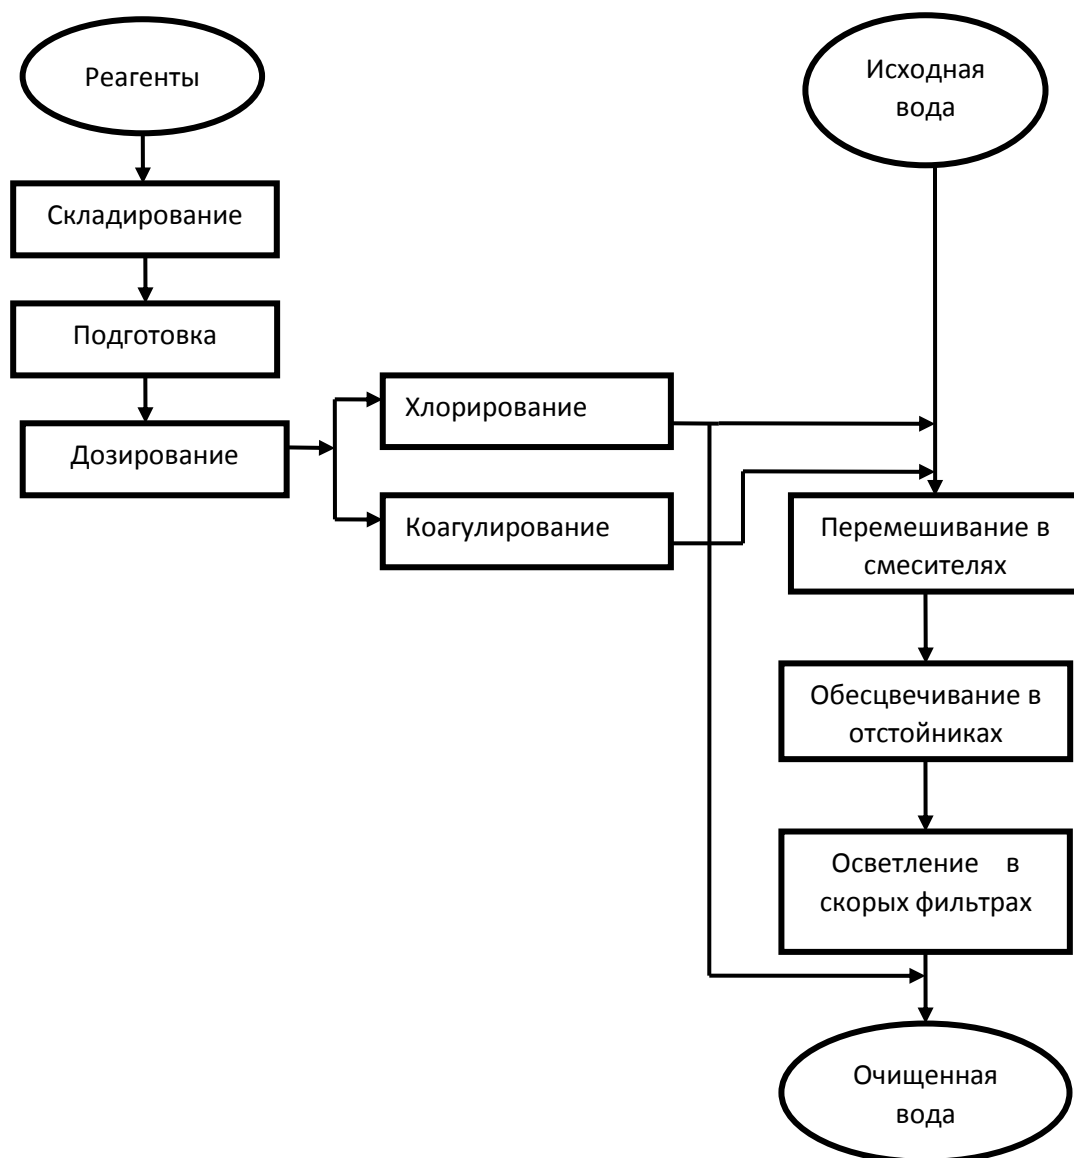 Реагенты
Исходная
вода
Складирование
Подготовка
Дозирование
Хлорирование
Коагулирование
Перемешивание в
смесителях
Обесцвечивание в
отстойниках
Осветление в
скорых фильтрах
Очищенная
вода